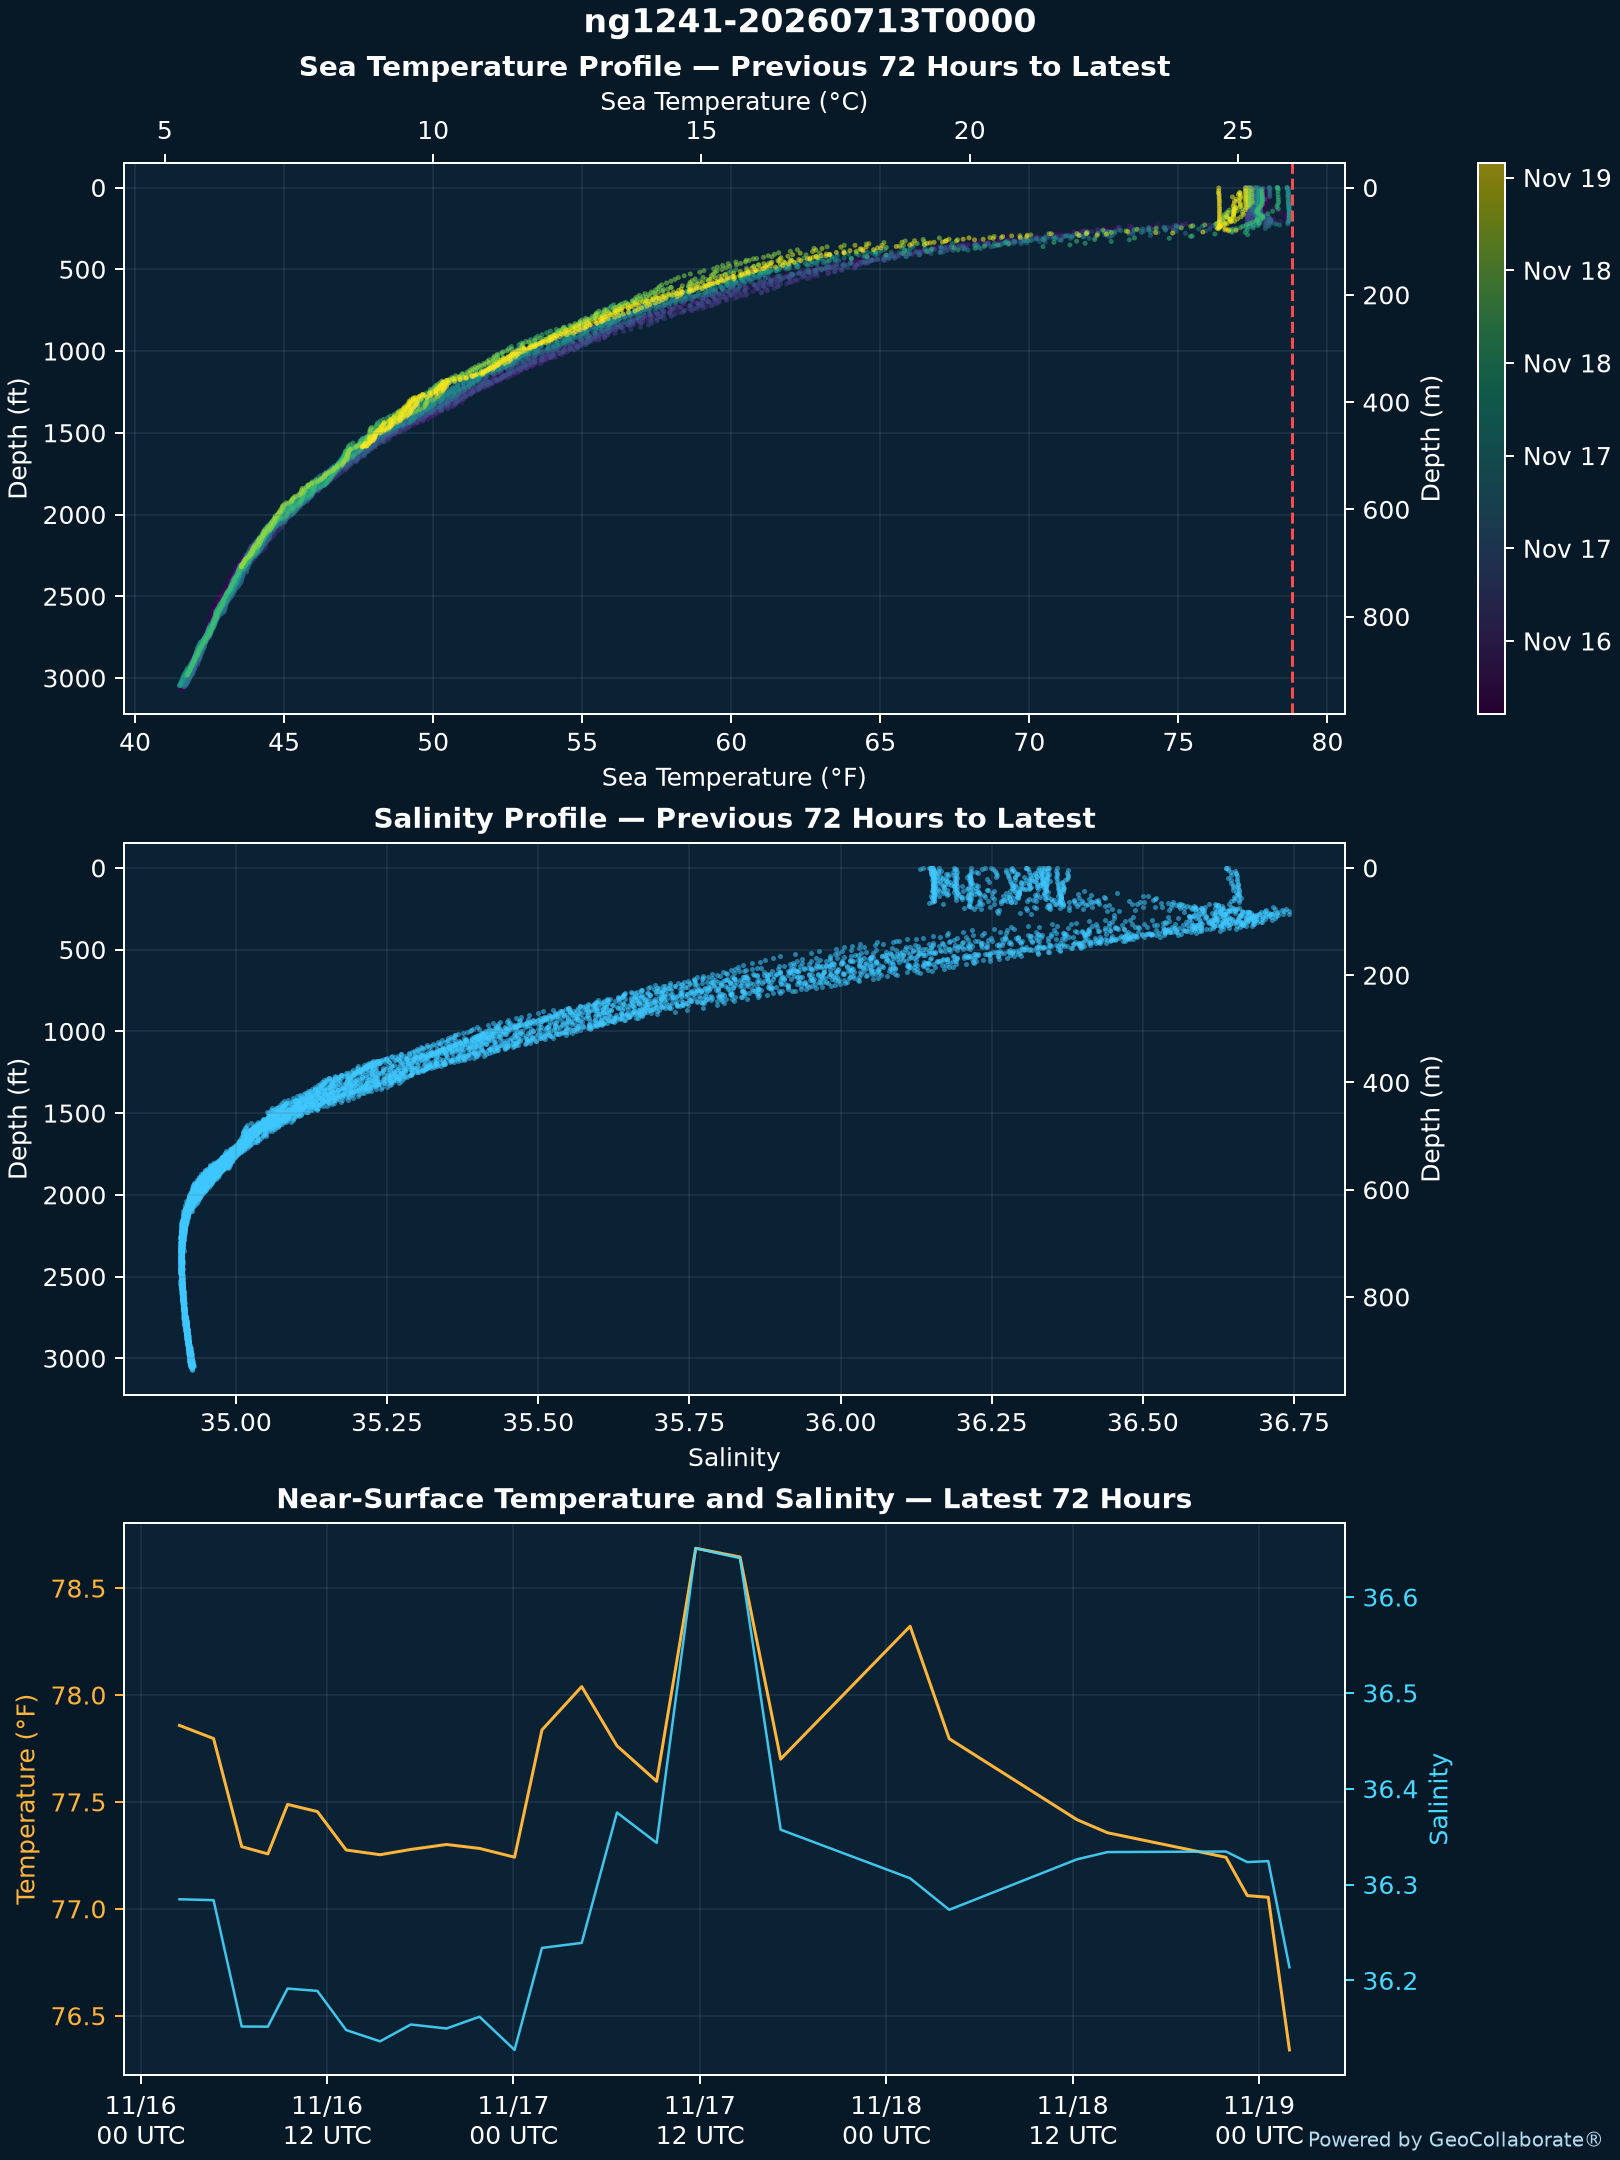 ng1241-20260713T0000
Sea Temperature Profile — Previous 72 Hours to Latest
Sea Temperature (°C)
5 10 15 20 25
0
500
1000
1500
2000
2500
3000
Depth (ft)
0
200
400
600
800
Depth (m)
Nov 19
Nov 18
Nov 18
Nov 17
Nov 17
Nov 16
40 45 50 55 60 65 70 75 80
Sea Temperature (°F)
Salinity Profile — Previous 72 Hours to Latest
0
500
1000
1500
2000
2500
3000
Depth (ft)
0
200
400
600
800
Depth (m)
35.00 35.25 35.50 35.75 36.00 36.25 36.50 36.75
Salinity
Near-Surface Temperature and Salinity — Latest 72 Hours
78.5
78.0
77.5
77.0
76.5
Temperature (°F)
36.6
36.5
36.4
36.3
36.2
Salinity
11/16 11/16 11/17 11/17 11/18 11/18 11/19
00 UTC 12 UTC 00 UTC 12 UTC 00 UTC 12 UTC 00 UTC
Powered by GeoCollaborate®